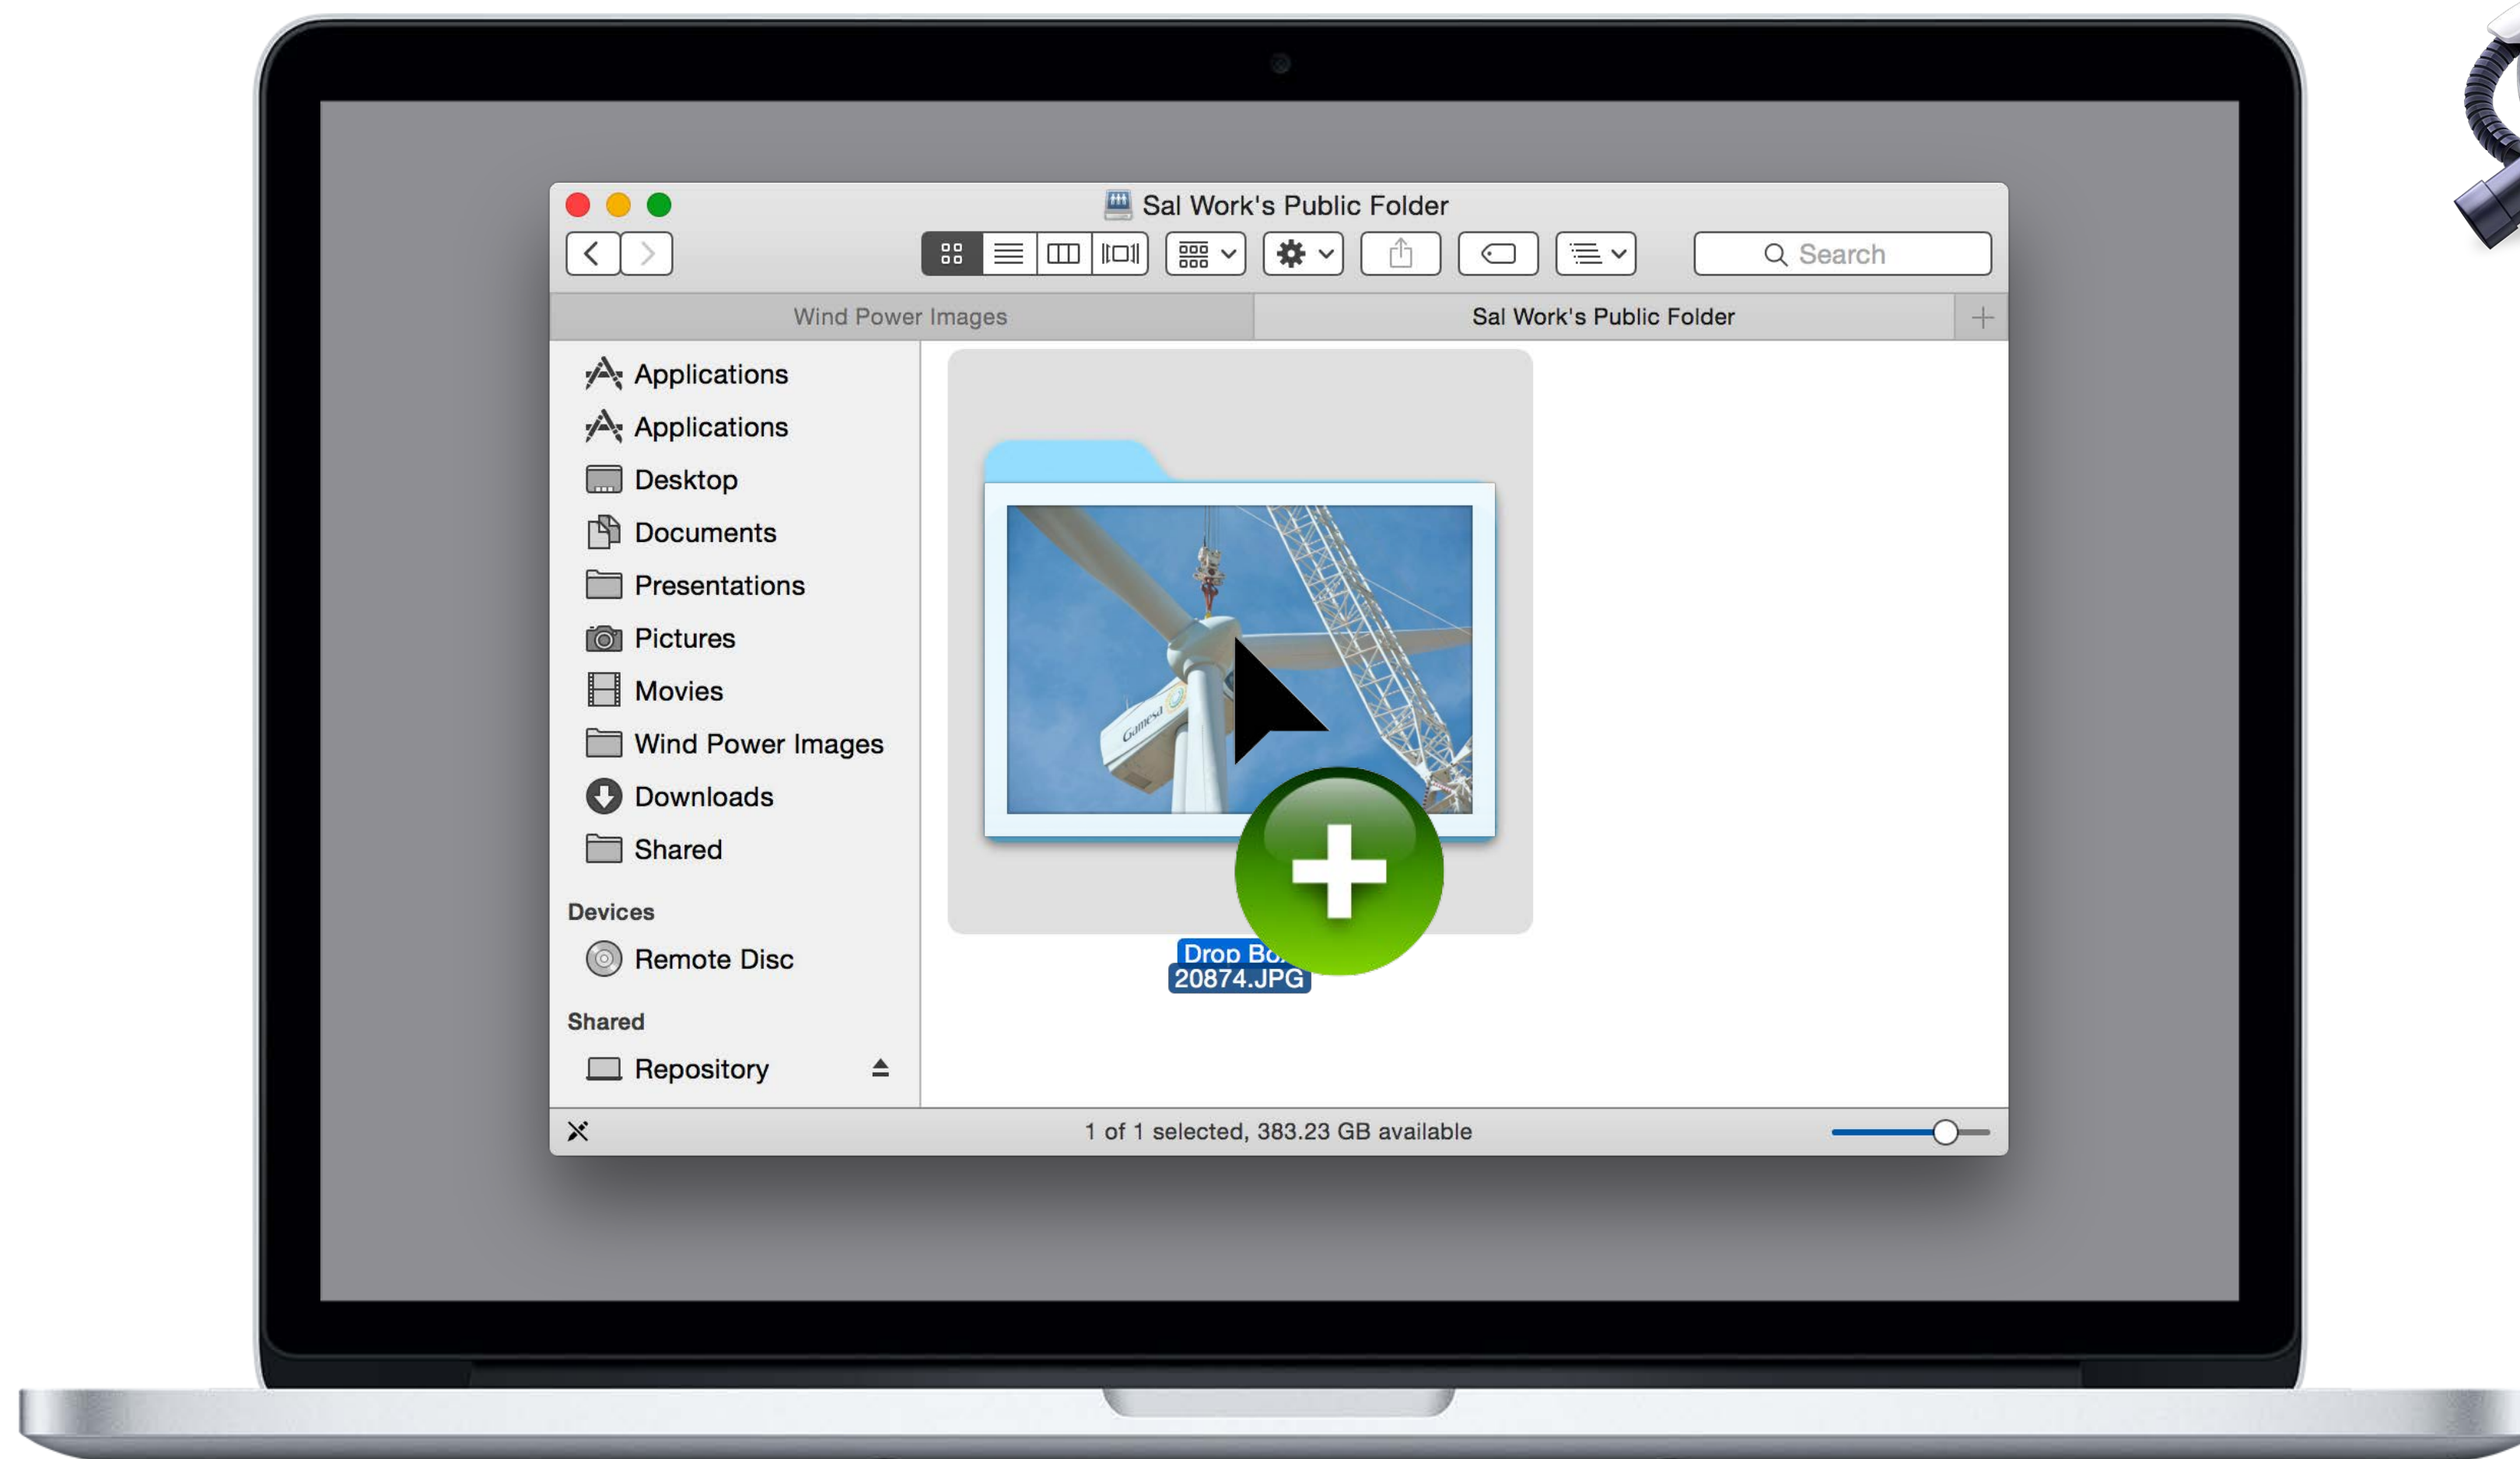 Sal Work's Public Folder
Search
Wind Power Images
Sal Work's Public Folder
Applications
Applications
Desktop
Documents
Presentations
Pictures
Movies
Wind Power Images
Downloads
Shared
Devices
Remote Disc
Shared
Repository
Gamesa
Drop Bo
20874.JPG
1 of 1 selected, 383.23 GB available